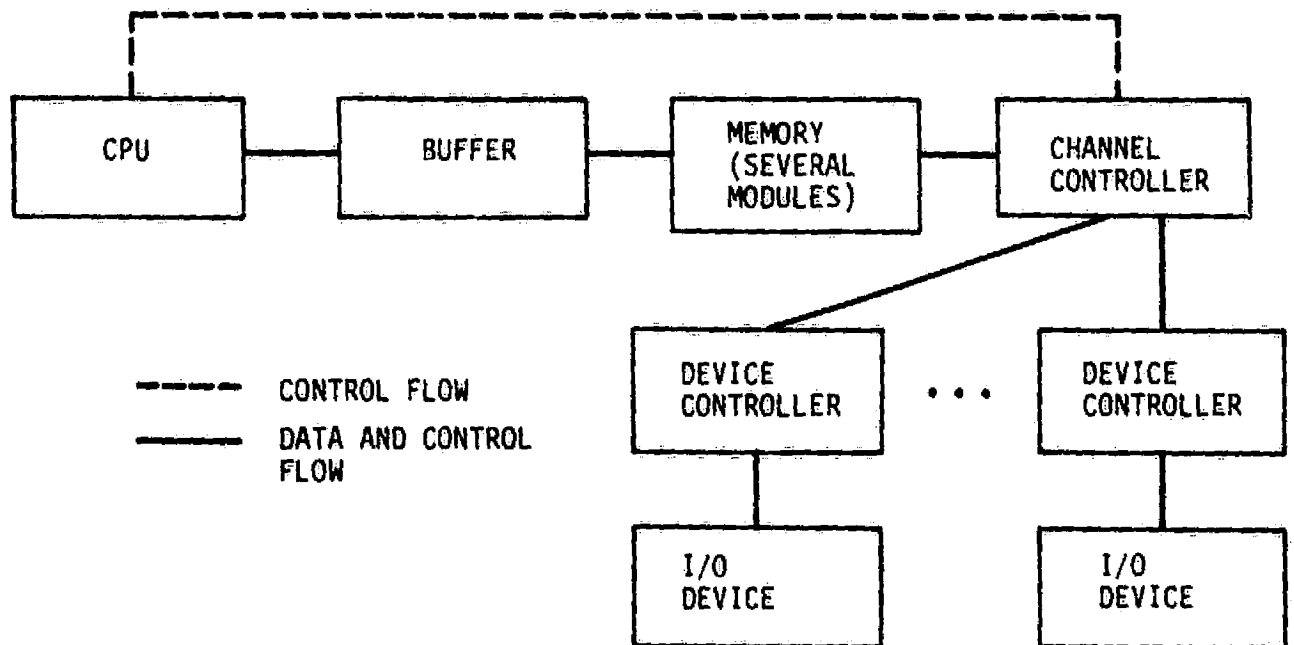 CPU
BUFFER
MEMORY
(SEVERAL
MODULES)
CHANNEL
CONTROLLER
DEVICE
CONTROLLER
...
DEVICE
CONTROLLER
CONTROL FLOW
DATA AND CONTROL
FLOW
I/O
DEVICE
I/O
DEVICE